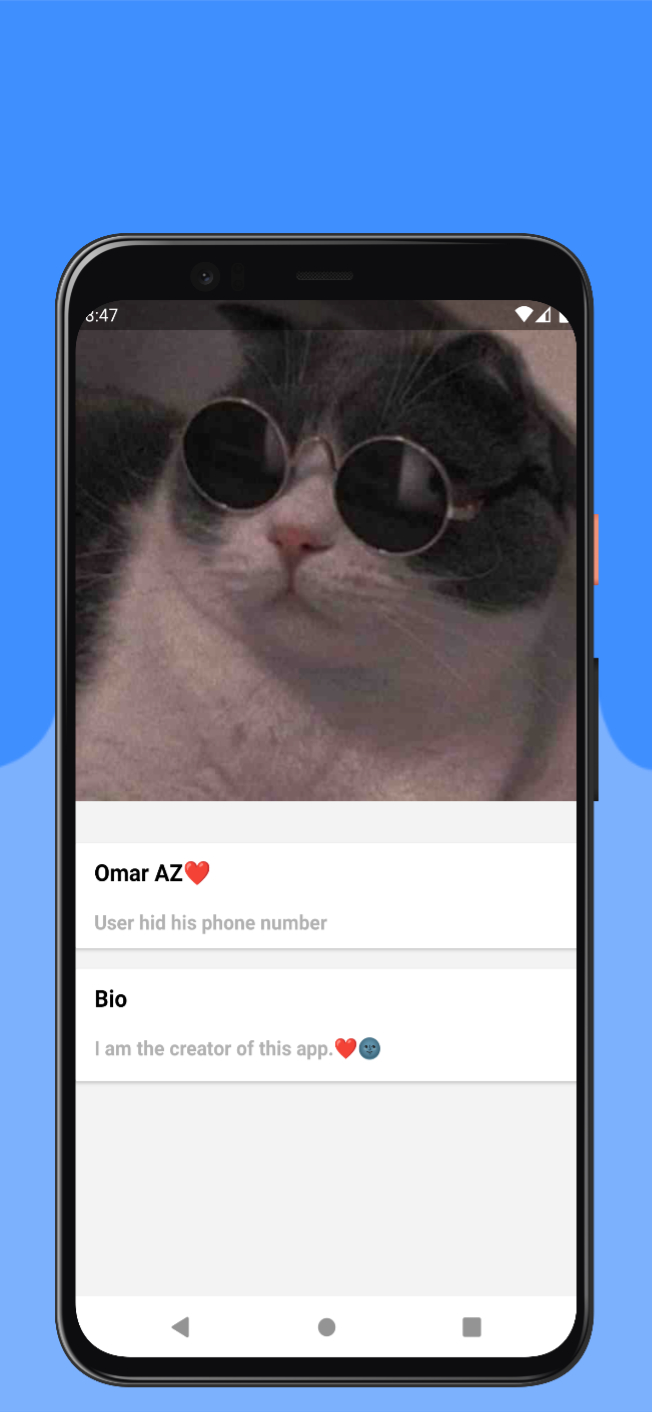 8:47
Omar AZ❤️
User hid his phone number
Bio
I am the creator of this app.❤️🌚